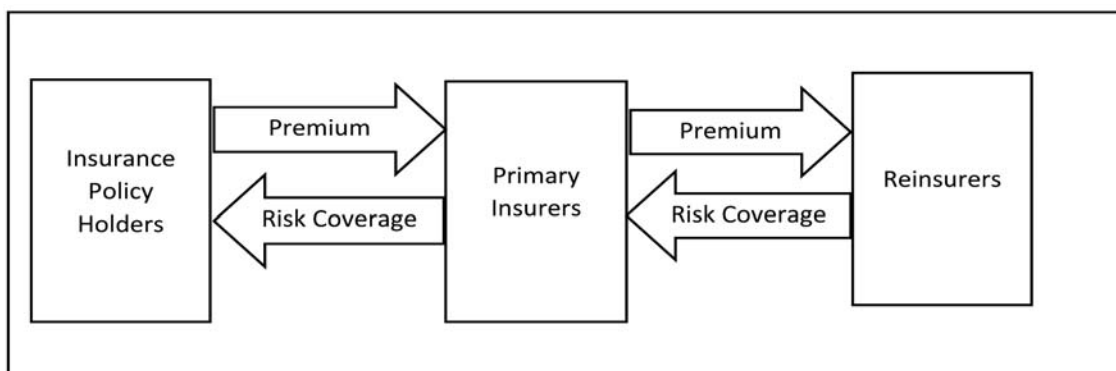 Insurance
Policy
Holders
Premium
Risk Coverage
Primary
Insurers
Premium
Risk Coverage
Reinsurers